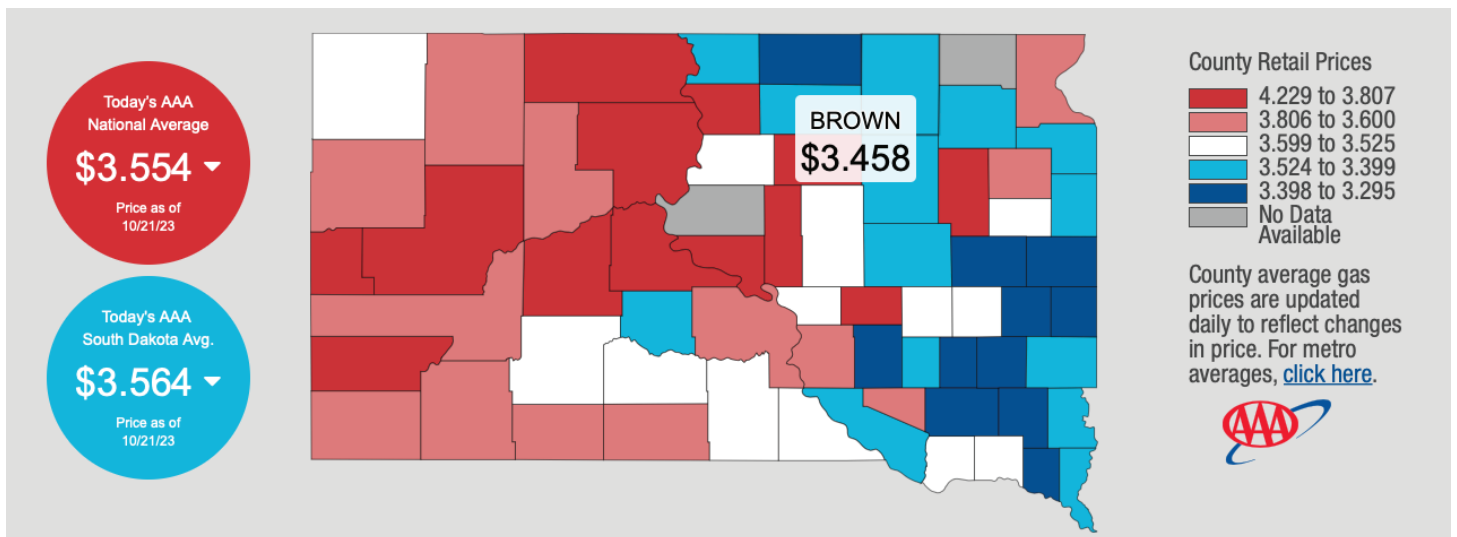 Today's AAA
National Average
$3.554
Price as of
10/21/23
Today's AAA
South Dakota Avg.
$3.564
Price as of
10/21/23
BROWN
$3.458
County Retail Prices
4.229 to 3.807
3.806 to 3.600
3.599 to 3.525
3.524 to 3.399
3.398 to 3.295
No Data
Available
County average gas
prices are updated
daily to reflect changes
in price. For metro
averages, click here.
AAA